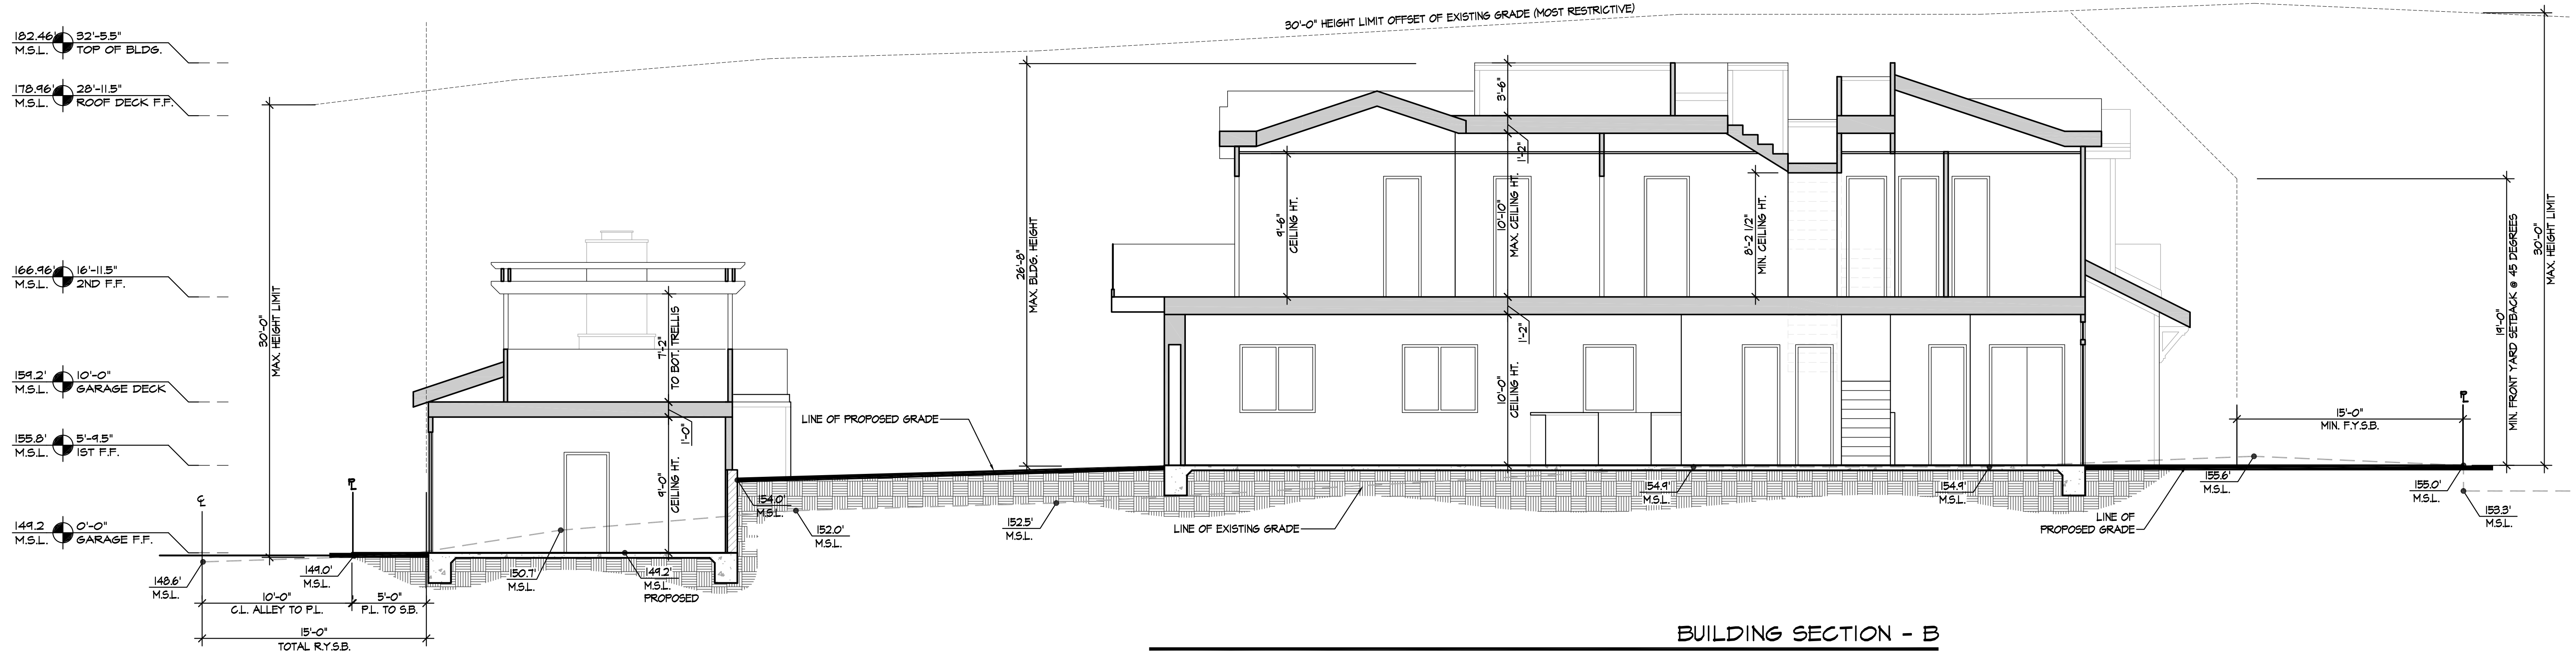 30'-0" HEIGHT LIMIT OFFSET OF EXISTING GRADE (MOST RESTRICTIVE)
182.46' 32'-5.5"
M.S.L. TOP OF BLDG.
178.96' 28'-11.5"
M.S.L. ROOF DECK F.F.
166.96' 16'-11.5"
M.S.L. 2ND F.F.
159.2' 10'-0"
M.S.L. GARAGE DECK
155.8' 5'-9.5"
M.S.L. 1ST F.F.
149.2 0'-0"
M.S.L. GARAGE F.F.
30'-0"
MAX. HEIGHT LIMIT
7'-2"
TO BOT. TRELLIS
1'-0"
9'-0"
CEILING HT.
26'-8"
MAX. BLDG. HEIGHT
9'-6"
CEILING HT.
3'-6"
1'-2"
10'-10"
MAX. CEILING HT.
8'-2 1/2"
MIN. CEILING HT.
1'-2"
10'-0"
CEILING HT.
19'-0"
MIN. FRONT YARD SETBACK @ 45 DEGREES
30'-0"
MAX. HEIGHT LIMIT
LINE OF PROPOSED GRADE
15'-0"
MIN. F.Y.S.B.
PL
CL
PL
148.6'
M.S.L.
149.0'
M.S.L.
150.7'
M.S.L.
149.2'
M.S.L.
PROPOSED
154.0'
M.S.L.
152.0'
M.S.L.
152.5'
M.S.L.
LINE OF EXISTING GRADE
154.9'
M.S.L.
154.9'
M.S.L.
LINE OF
PROPOSED GRADE
155.6'
M.S.L.
155.0'
M.S.L.
153.3'
M.S.L.
10'-0"
C.L. ALLEY TO P.L.
5'-0"
P.L. TO S.B.
15'-0"
TOTAL R.Y.S.B.
BUILDING SECTION - B